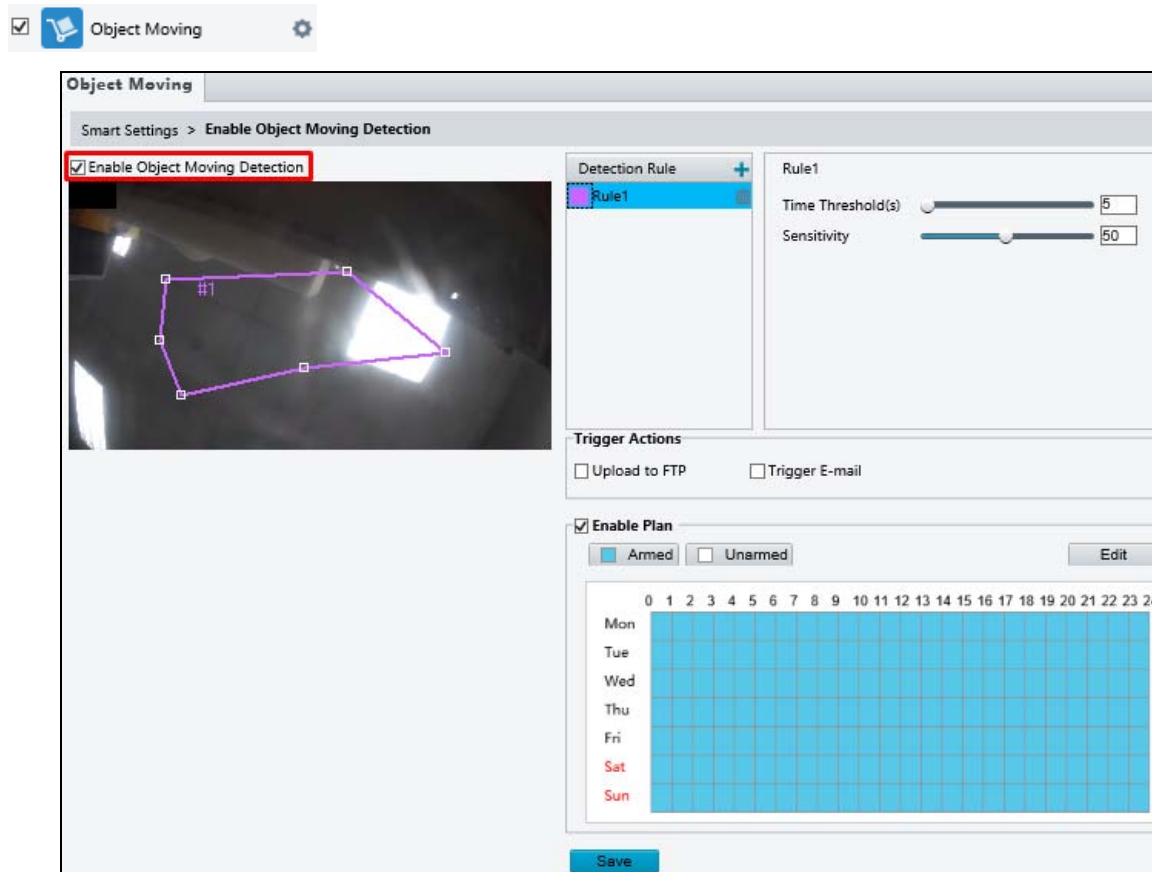 Object Moving
Object Moving
Smart Settings > Enable Object Moving Detection
Enable Object Moving Detection
#1
Detection Rule +
Rule1
Rule1
Time Threshold(s) 5
Sensitivity 50
Trigger Actions
Upload to FTP Trigger E-mail
Enable Plan
Armed Unarmed Edit
0 1 2 3 4 5 6 7 8 9 10 11 12 13 14 15 16 17 18 19 20 21 22 23 24
Mon
Tue
Wed
Thu
Fri
Sat
Sun
Save